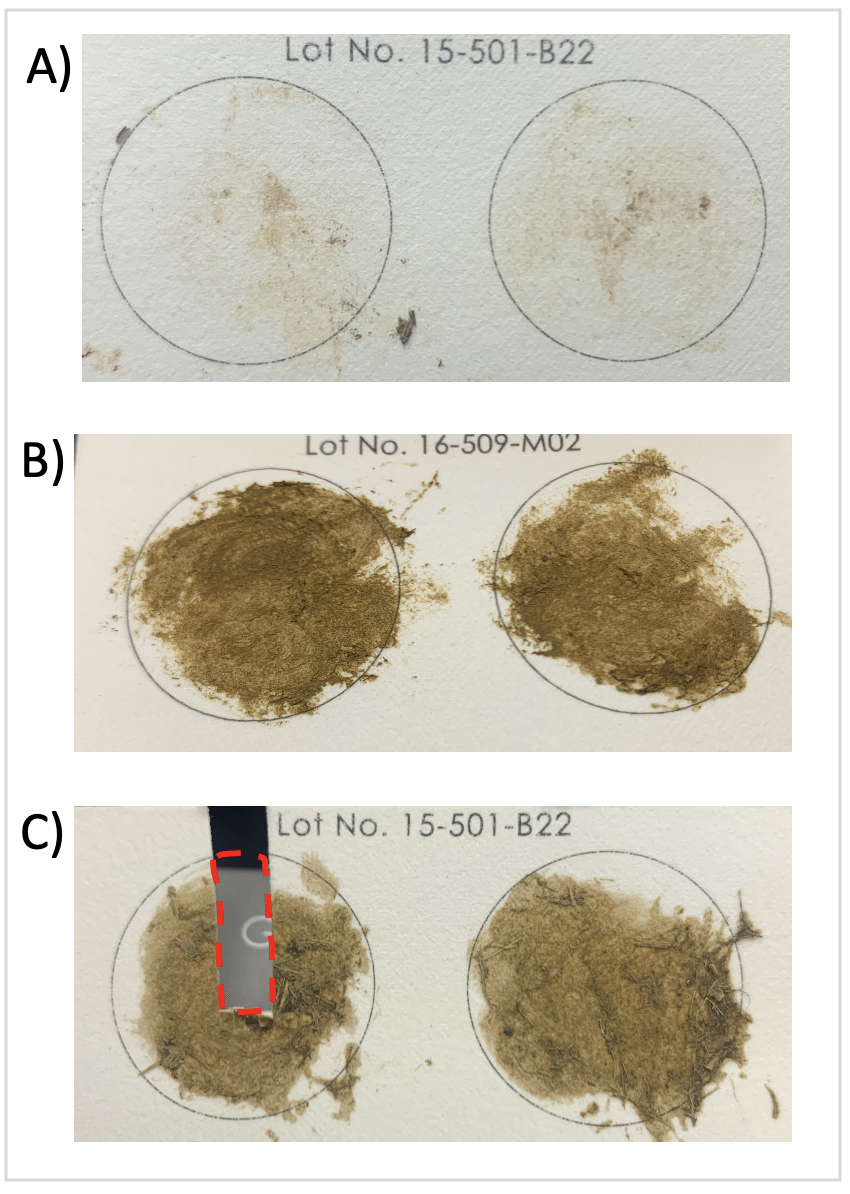 A)
Lot No. 15-501-B22
B)
Lot No. 16-509-M02
C)
Lot No. 15-501-B22
G